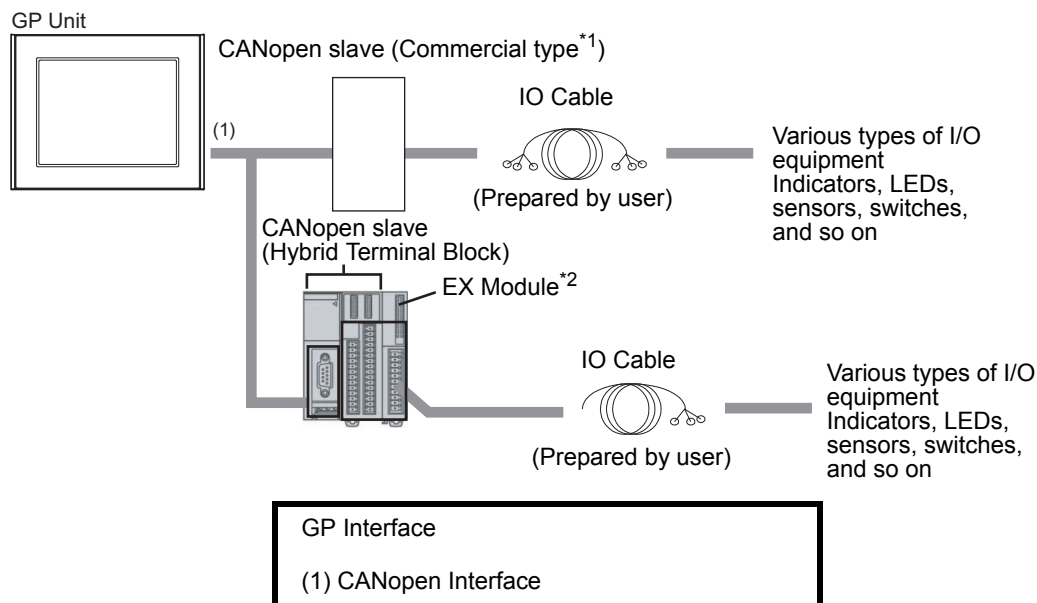 GP Unit
CANopen slave (Commercial type*1)
IO Cable
(1)
Various types of I/O
equipment
Indicators, LEDs,
sensors, switches,
and so on
(Prepared by user)
CANopen slave
(Hybrid Terminal Block)
EX Module*2
IO Cable
Various types of I/O
equipment
Indicators, LEDs,
sensors, switches,
and so on
(Prepared by user)
GP Interface
(1) CANopen Interface